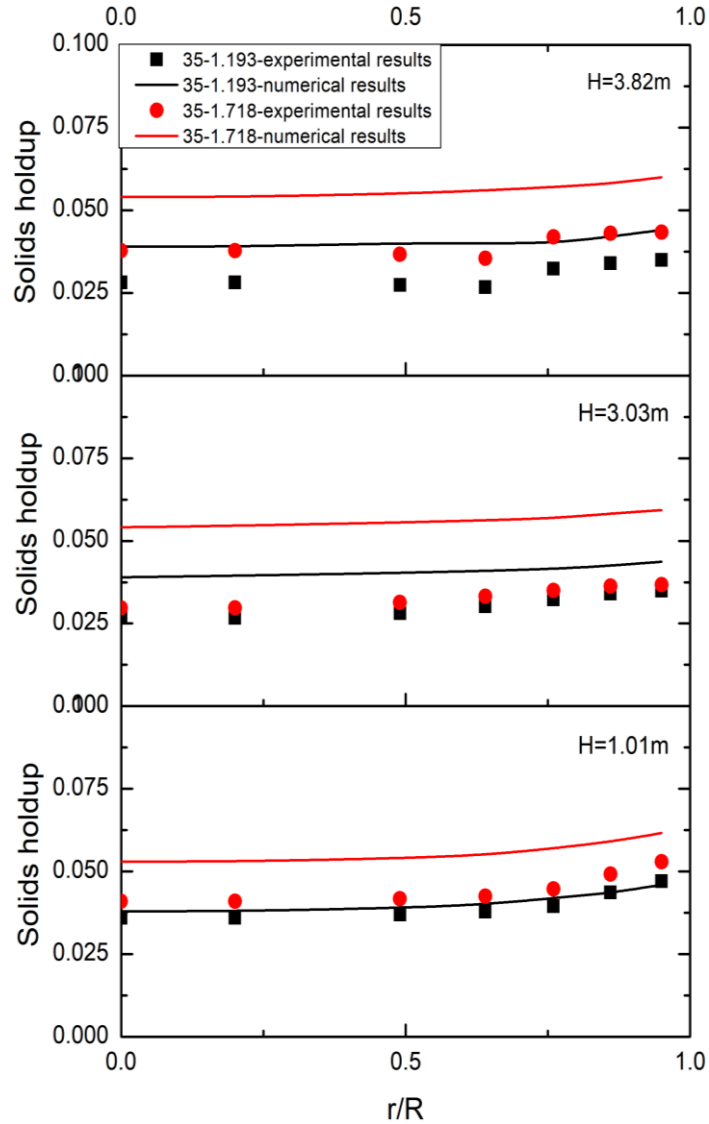 0.0 0.5 1.0
0.100
35-1.193-experimental results
35-1.193-numerical results
35-1.718-experimental results
35-1.718-numerical results
H=3.82m
0.075
0.050
0.025
Solids holdup
0.100
H=3.03m
0.075
0.050
0.025
Solids holdup
0.100
H=1.01m
0.075
0.050
0.025
0.000
Solids holdup
0.0 0.5 1.0
r/R